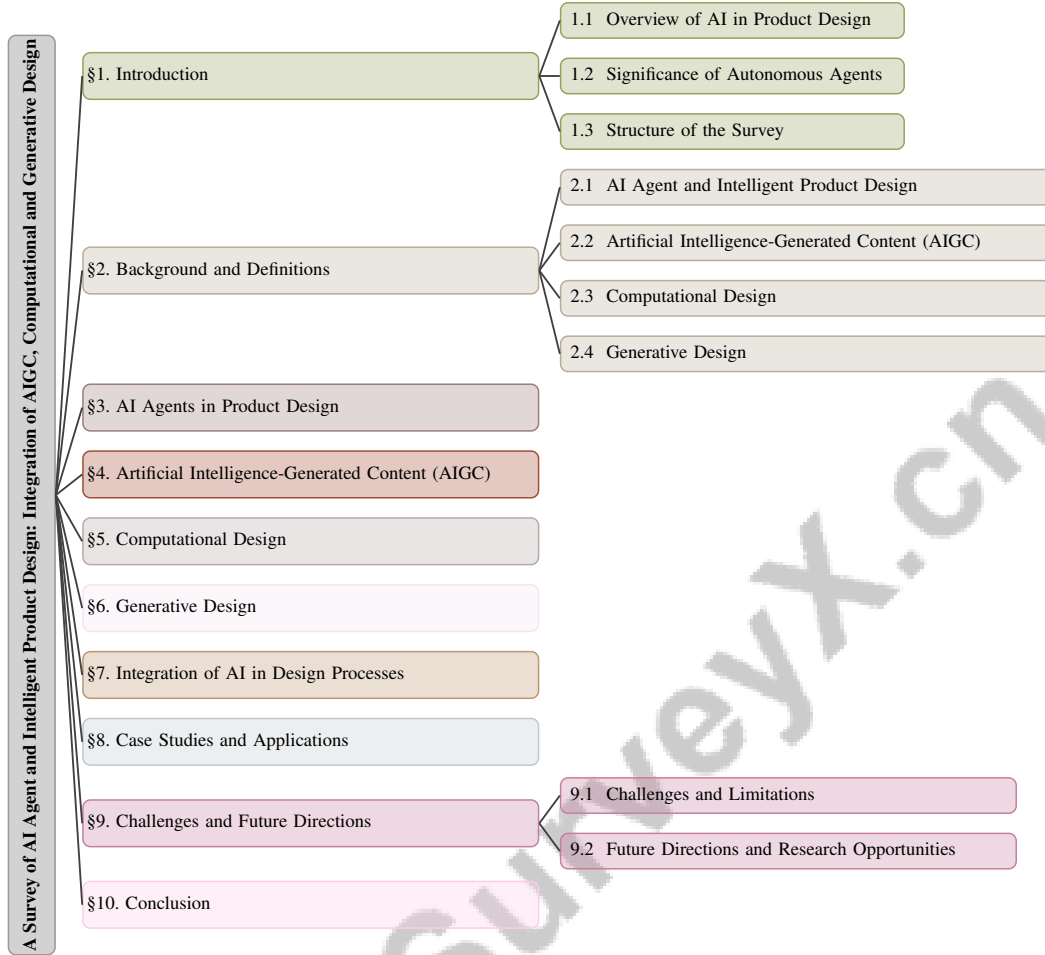 A Survey of AI Agent and Intelligent Product Design: Integration of AIGC, Computational and Generative Design
§1. Introduction
1.1 Overview of AI in Product Design
1.2 Significance of Autonomous Agents
1.3 Structure of the Survey
§2. Background and Definitions
2.1 AI Agent and Intelligent Product Design
2.2 Artificial Intelligence-Generated Content (AIGC)
2.3 Computational Design
2.4 Generative Design
§3. AI Agents in Product Design
§4. Artificial Intelligence-Generated Content (AIGC)
§5. Computational Design
§6. Generative Design
§7. Integration of AI in Design Processes
§8. Case Studies and Applications
§9. Challenges and Future Directions
9.1 Challenges and Limitations
9.2 Future Directions and Research Opportunities
§10. Conclusion
Surveyx.cn